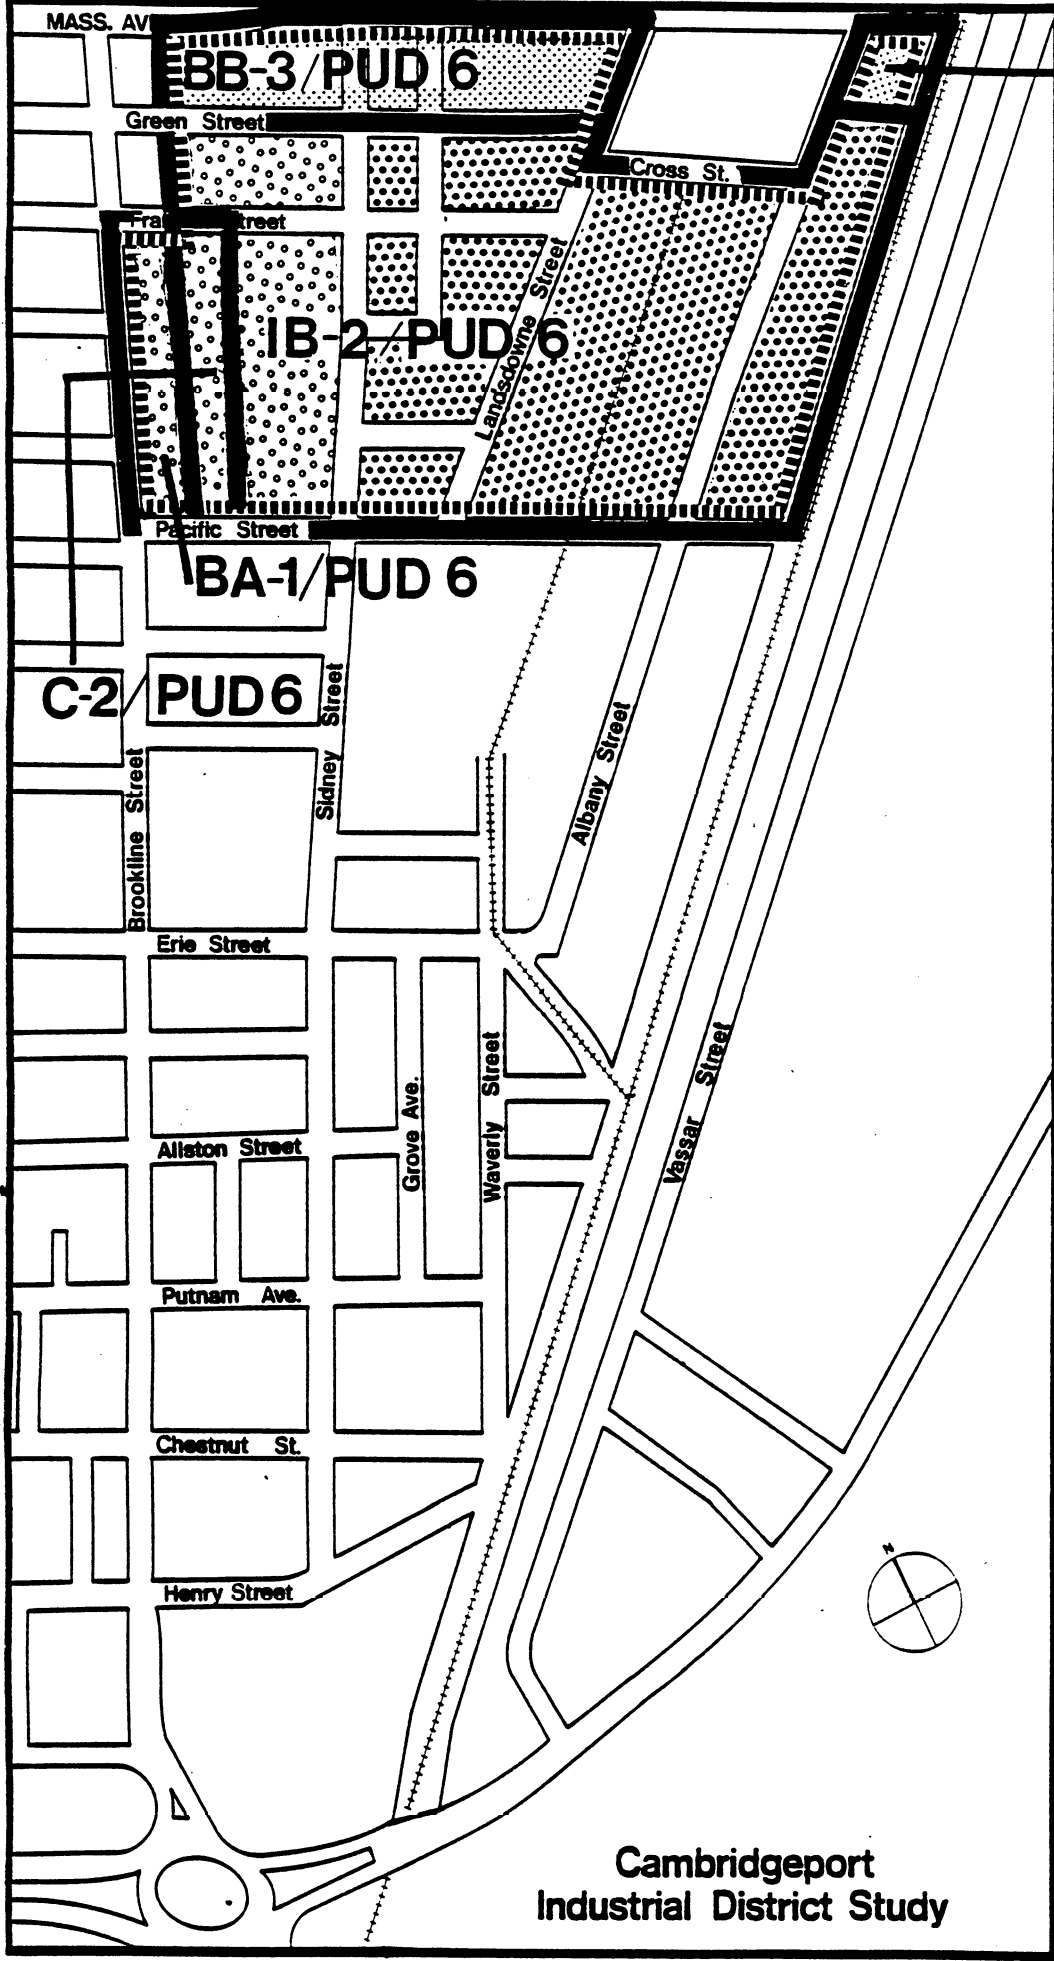 MASS. AV
BB-3/PUD 6
Green Street
Cross St.
Fra treet
Landsdowne Street
IB-2/PUD 6
Pacific Street
BA-1/PUD 6
C-2/PUD 6
Sidney Street
Brookline Street
Albany Street
Erie Street
Vassar Street
Waverly Street
Grove Ave.
Allston Street
Putnam Ave.
Chestnut St.
N
Henry Street
Cambridgeport
Industrial District Study